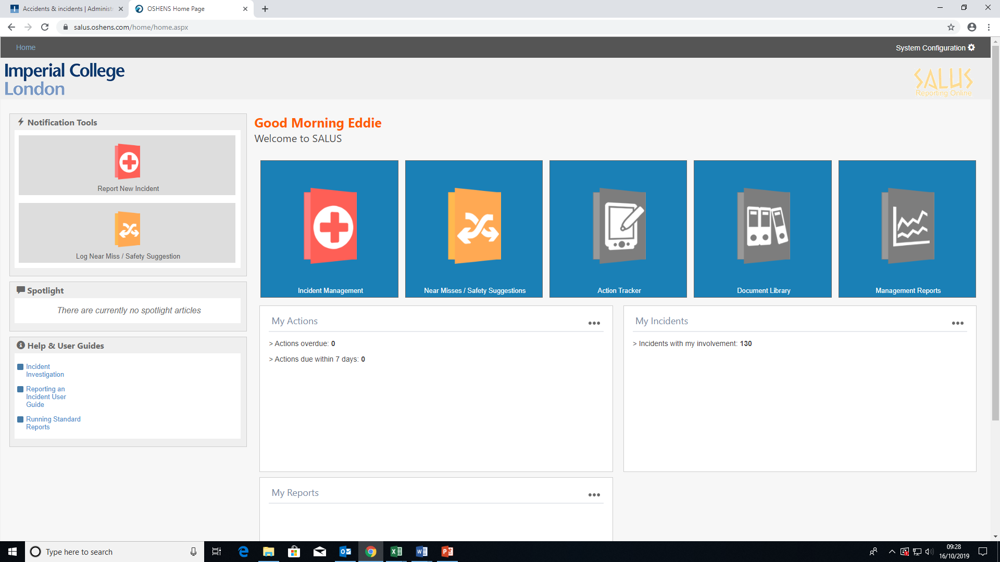 Accidents & incidents | Administ
OSHENS Home Page
salus.oshens.com/home/home.aspx
Home
System Configuration
Imperial College
London
SALUS
Reporting Online
Notification Tools
Report New Incident
Log Near Miss / Safety Suggestion
Spotlight
There are currently no spotlight articles
Help & User Guides
Incident
Investigation
Reporting an
Incident User
Guide
Running Standard
Reports
Good Morning Eddie
Welcome to SALUS
Incident Management
Near Misses / Safety Suggestions
Action Tracker
Document Library
Management Reports
My Actions
> Actions overdue: 0
> Actions due within 7 days: 0
My Incidents
> Incidents with my involvement: 130
My Reports
Type here to search
09:28
16/10/2019